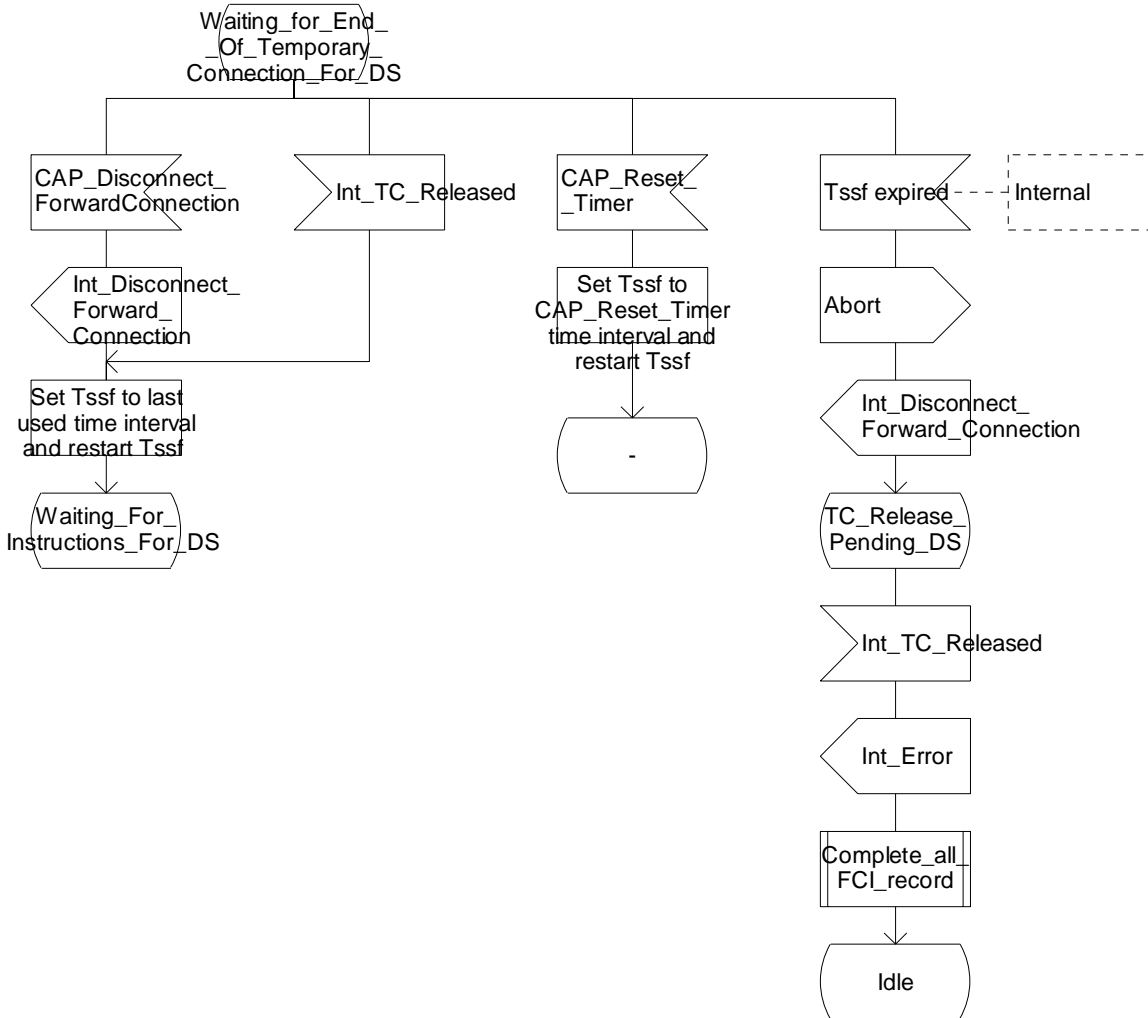 Waiting_for_End_
_Of_Temporary_
Connection_For_DS
CAP_Disconnect_
ForwardConnection
Int_TC_Released
CAP_Reset_
_Timer
Tssf expired
Internal
Int_Disconnect_
Forward_
Connection
Set Tssf to
CAP_Reset_Timer
time interval and
restart Tssf
Abort
Set Tssf to last
used time interval
and restart Tssf
-
Int_Disconnect_
Forward_Connection
Waiting_For_
Instructions_For_DS
TC_Release_
Pending_DS
Int_TC_Released
Int_Error
Complete_all_
FCI_record
Idle